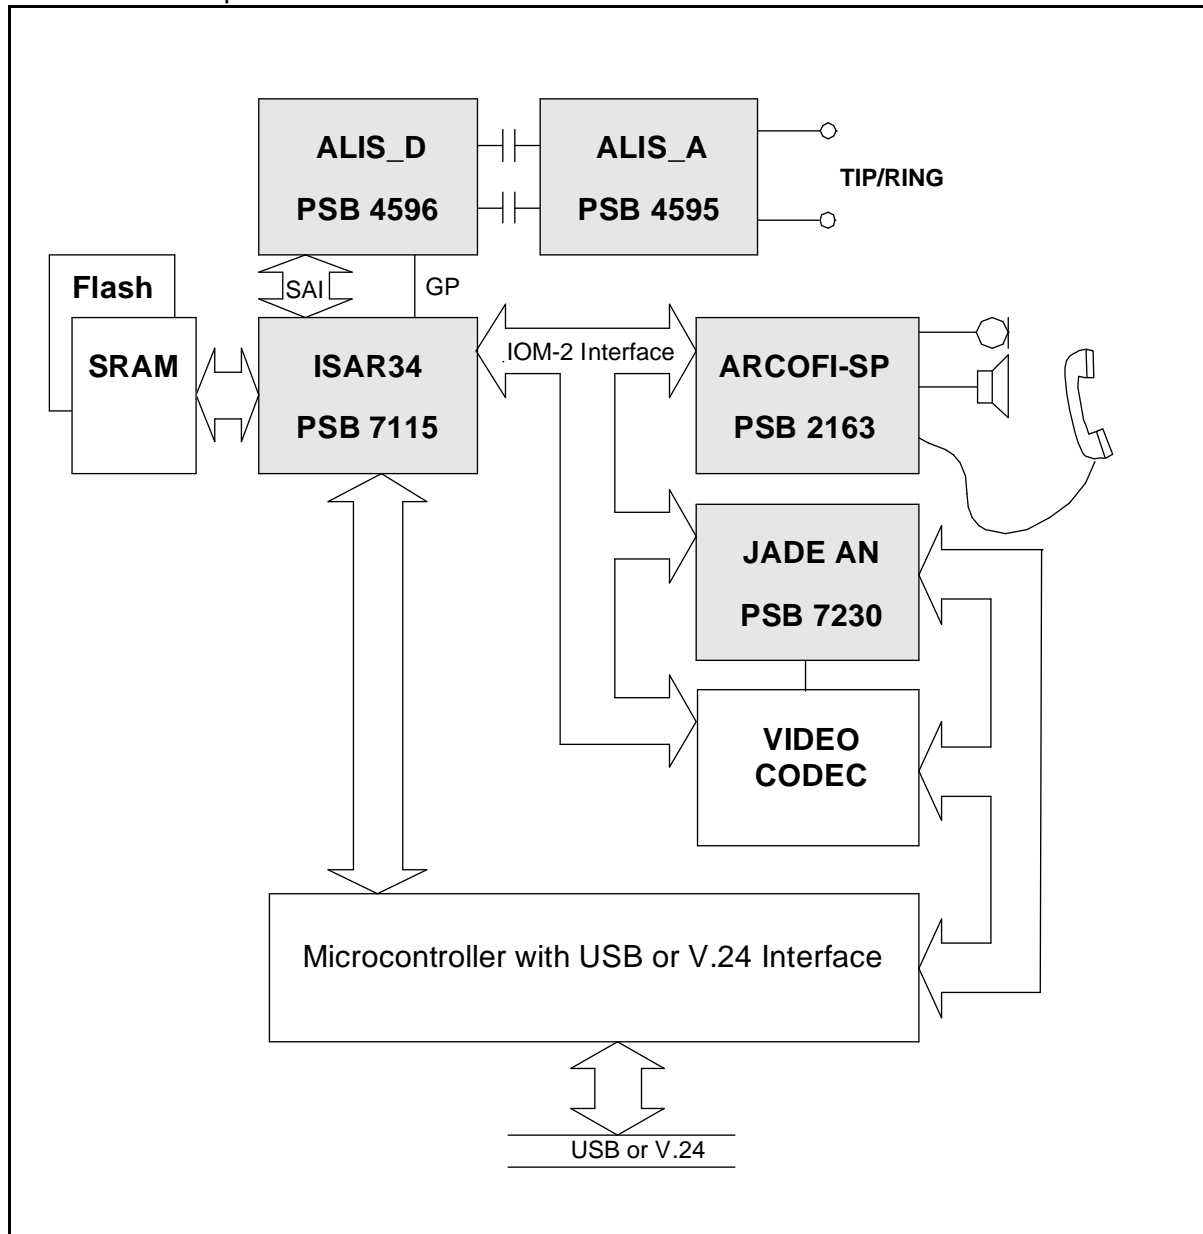 ALIS_D
PSB 4596
ALIS_A
PSB 4595
TIP/RING
Flash
SRAM
SAI
GP
ISAR34
PSB 7115
IOM-2 Interface
ARCOFI-SP
PSB 2163
JADE AN
PSB 7230
VIDEO
CODEC
Microcontroller with USB or V.24 Interface
USB or V.24